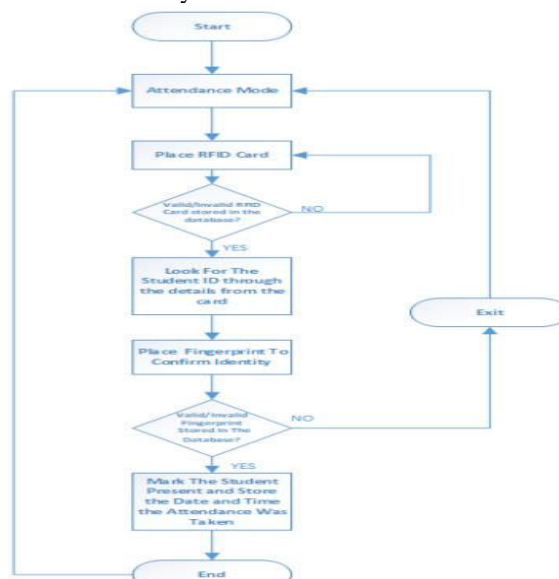 Start
Attendance Mode
Place RFID Card
Valid/Invalid RFID
Card stored in the
database?
NO
YES
Look For The
Student ID through
the details from the
card
Exit
Place Fingerprint To
Confirm Identity
Valid/Invalid
Fingerprint
Stored In The
Database?
NO
YES
Mark The Student
Present and Store
the Date and Time
the Attendance Was
Taken
End